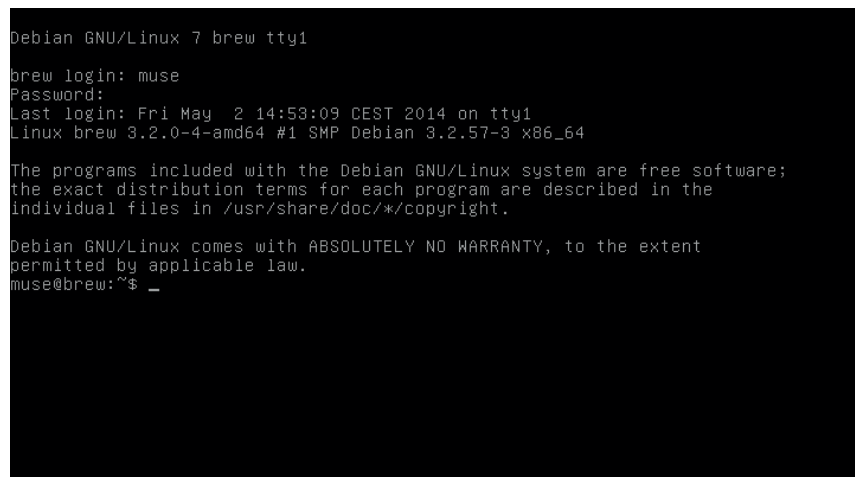 Debian GNU/Linux 7 brew tty1
brew login: muse
Password:
Last login: Fri May  2 14:53:09 CEST 2014 on tty1
Linux brew 3.2.0-4-amd64 #1 SMP Debian 3.2.57-3 x86_64
The programs included with the Debian GNU/Linux system are free software;
the exact distribution terms for each program are described in the
individual files in /usr/share/doc/*/copyright.
Debian GNU/Linux comes with ABSOLUTELY NO WARRANTY, to the extent
permitted by applicable law.
muse@brew:~$ _